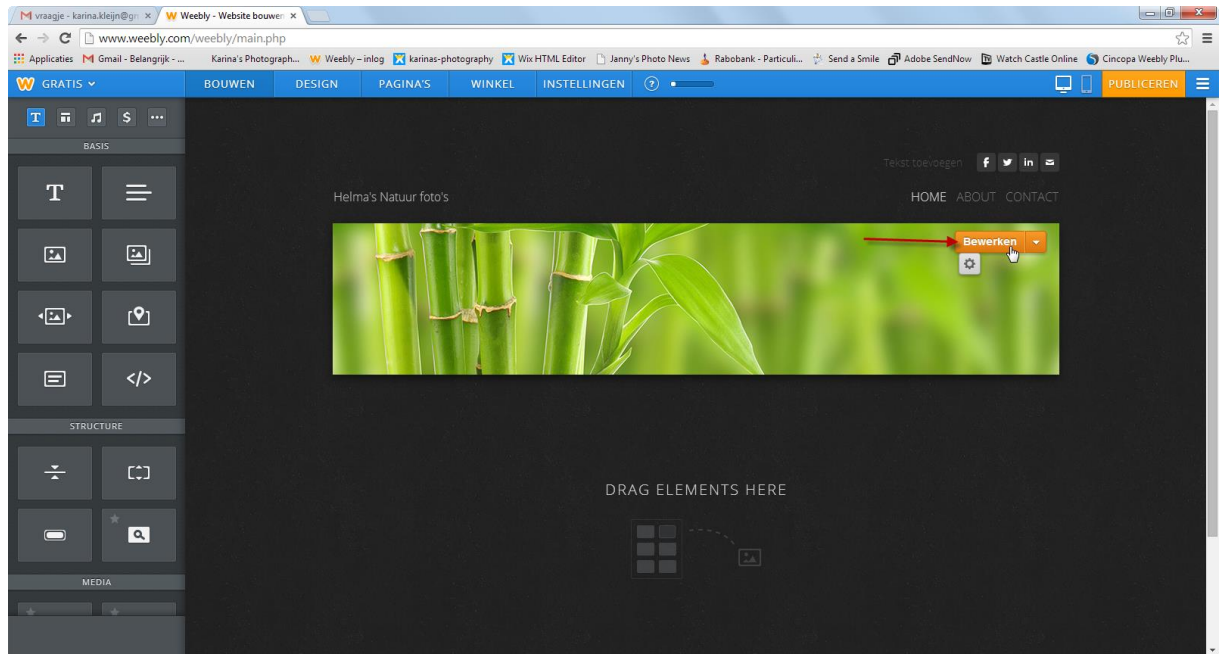 vraagje - karina.kleijn@gn
Weebly - Website bouwen
www.weebly.com/weebly/main.php
Applicaties Gmail - Belangrijk - ... Karina's Photograph... Weebly – inlog karinas-photography Wix HTML Editor Janny's Photo News Rabobank - Particuli... Send a Smile Adobe SendNow Watch Castle Online Cincopa Weebly Plu...
GRATIS BOUWEN DESIGN PAGINA'S WINKEL INSTELLINGEN ? PUBLICEREN
T $
BASIS
Tekst toevoegen f in
T
Helma's Natuur foto's HOME ABOUT CONTACT
Bewerken
</>
STRUCTURE
DRAG ELEMENTS HERE
MEDIA